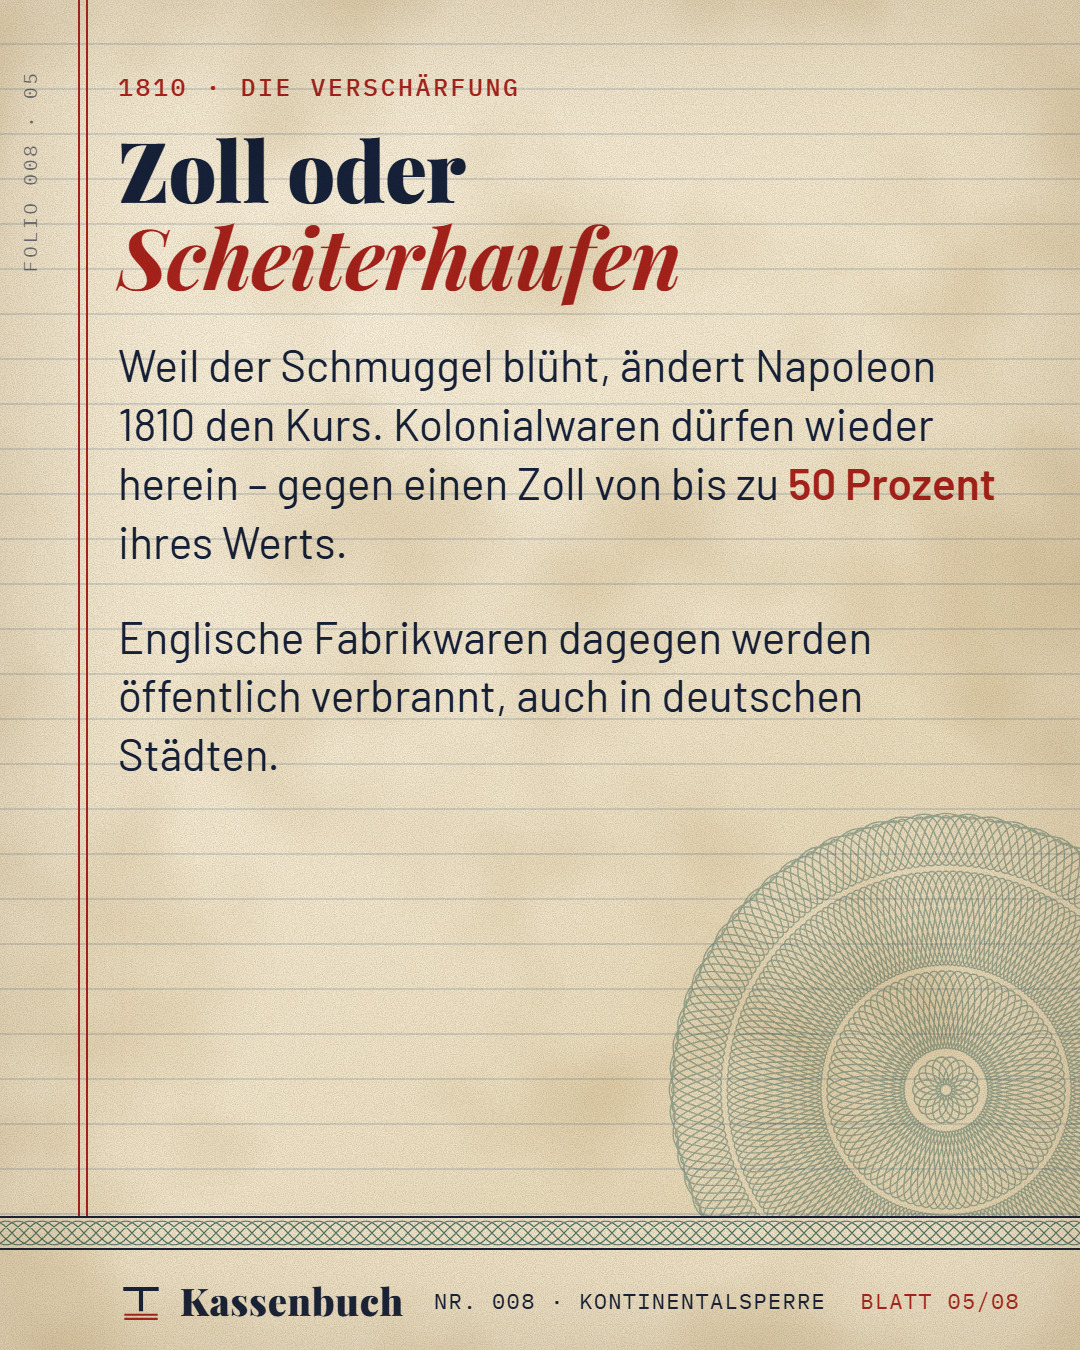 FOLIO 008 · 05
1810 · DIE VERSCHÄRFUNG
Zoll oder
Scheiterhaufen
Weil der Schmuggel blüht, ändert Napoleon
1810 den Kurs. Kolonialwaren dürfen wieder
herein – gegen einen Zoll von bis zu 50 Prozent
ihres Werts.
Englische Fabrikwaren dagegen werden
öffentlich verbrannt, auch in deutschen
Städten.
Kassenbuch NR. 008 · KONTINENTALSPERRE BLATT 05/08